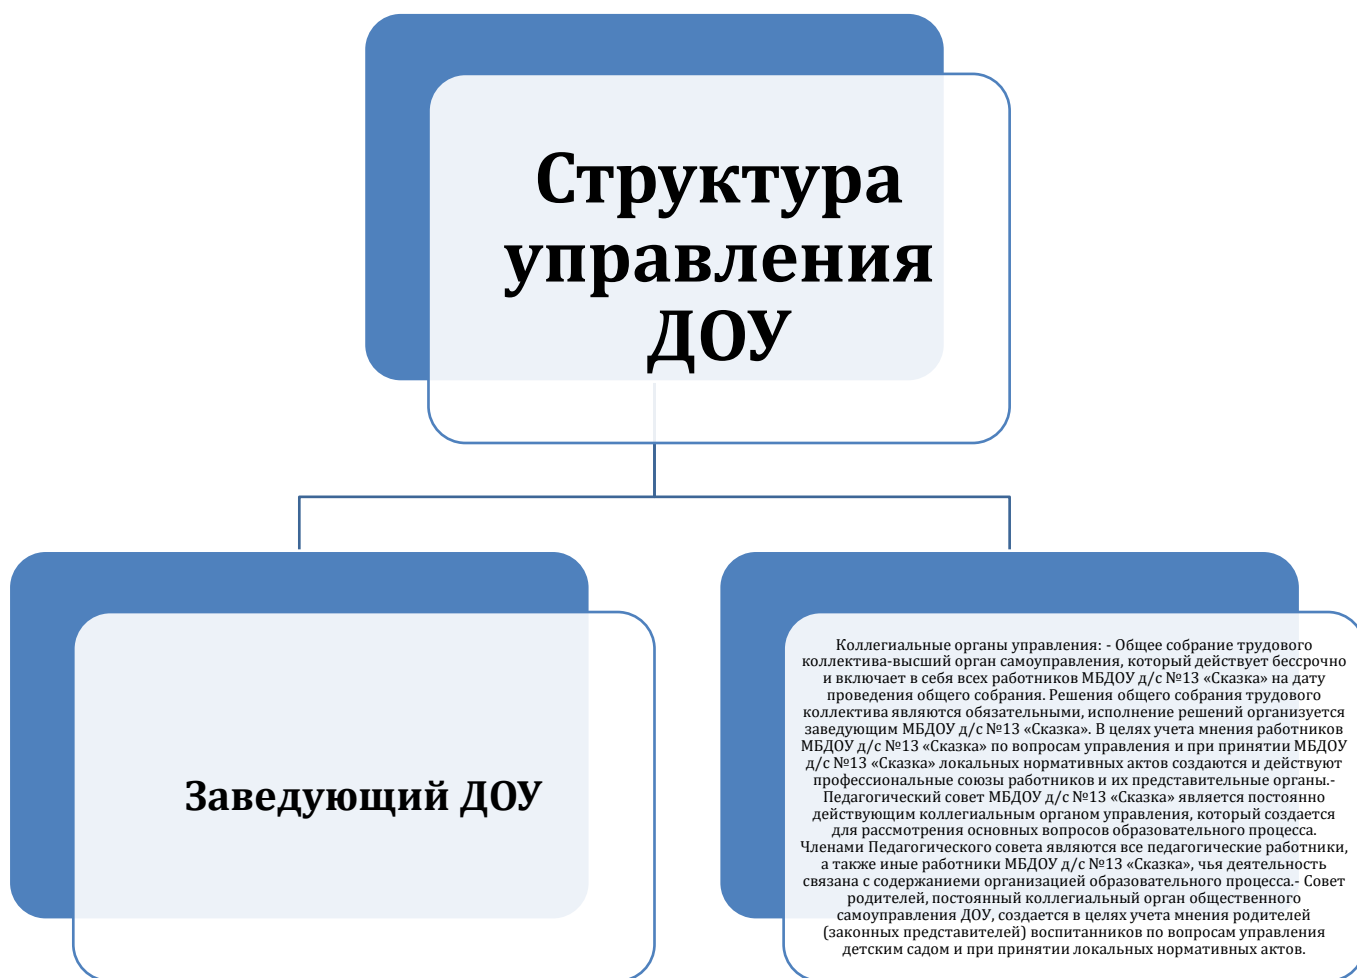 Структура
управления
ДОУ
Заведующий ДОУ
Коллегиальные органы управления: - Общее собрание трудового
коллектива-высший орган самоуправления, который действует бессрочно
и включает в себя всех работников МБДОУ д/с №13 «Сказка» на дату
проведения общего собрания. Решения общего собрания трудового
коллектива являются обязательными, исполнение решений организуется
заведующим МБДОУ д/с №13 «Сказка». В целях учета мнения работников
МБДОУ д/с №13 «Сказка» по вопросам управления и при принятии МБДОУ
д/с №13 «Сказка» локальных нормативных актов создаются и действуют
профессиональные союзы работников и их представительные органы.-
Педагогический совет МБДОУ д/с №13 «Сказка» является постоянно
действующим коллегиальным органом управления, который создается
для рассмотрения основных вопросов образовательного процесса.
Членами Педагогического совета являются все педагогические работники,
а также иные работники МБДОУ д/с №13 «Сказка», чья деятельность
связана с содержаниеми организацией образовательного процесса.- Совет
родителей, постоянный коллегиальный орган общественного
самоуправления ДОУ, создается в целях учета мнения родителей
(законных представителей) воспитанников по вопросам управления
детским садом и при принятии локальных нормативных актов.